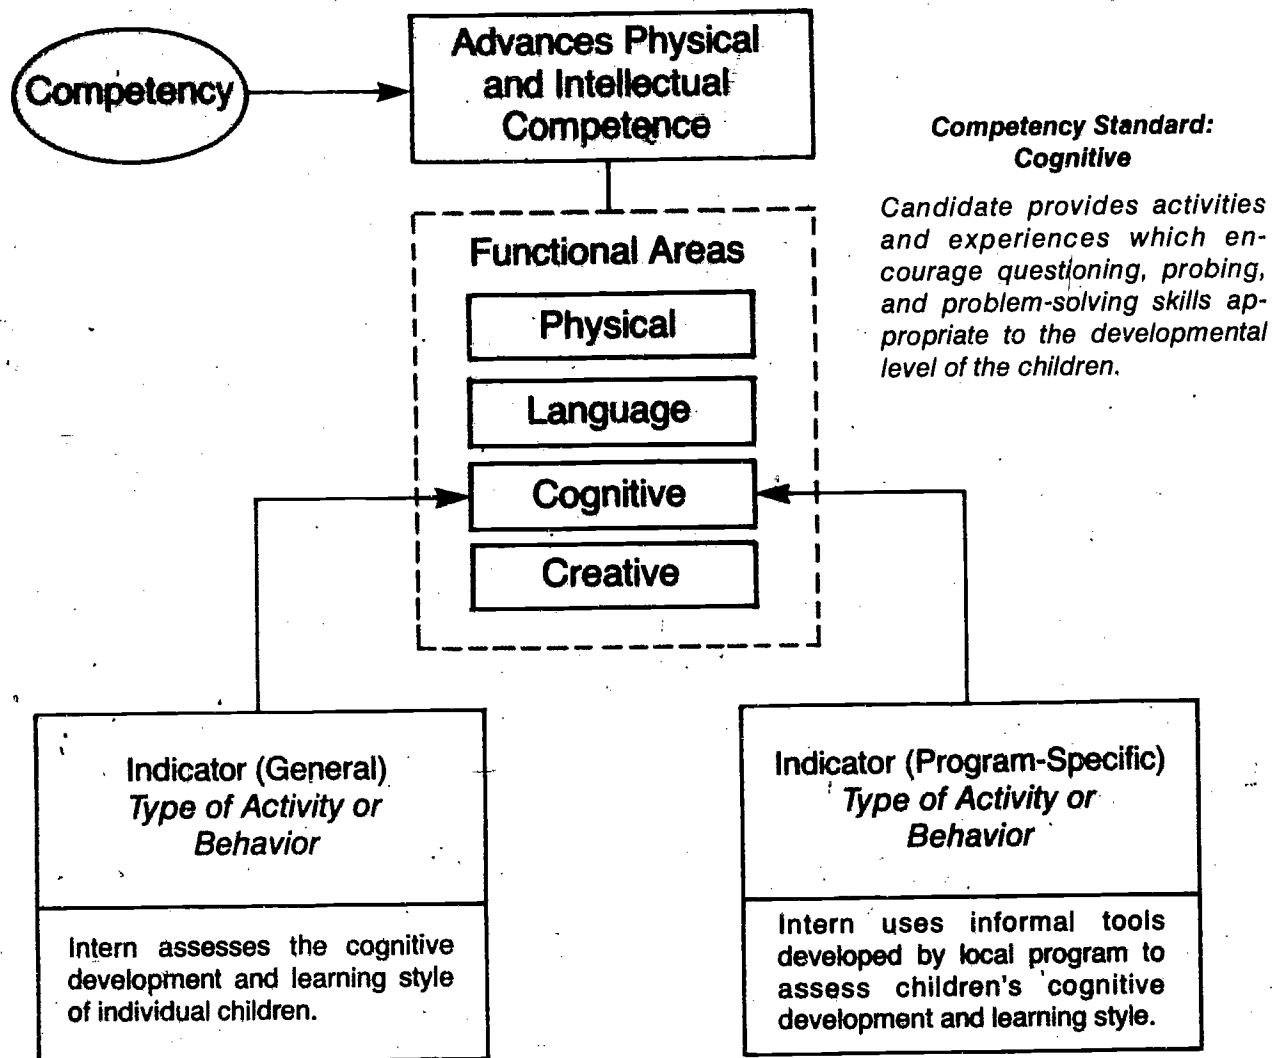 Competency
Advances Physical
and Intellectual
Competence
Competency Standard:
Cognitive
Candidate provides activities
and experiences which en-
courage questioning, probing,
and problem-solving skills ap-
propriate to the developmental
level of the children.
Functional Areas
Physical
Language
Cognitive
Creative
Indicator (General)
Type of Activity or
Behavior
Intern assesses the cognitive
development and learning style
of individual children.
Indicator (Program-Specific)
Type of Activity or
Behavior
Intern uses informal tools
developed by local program to
assess children's cognitive
development and learning style.